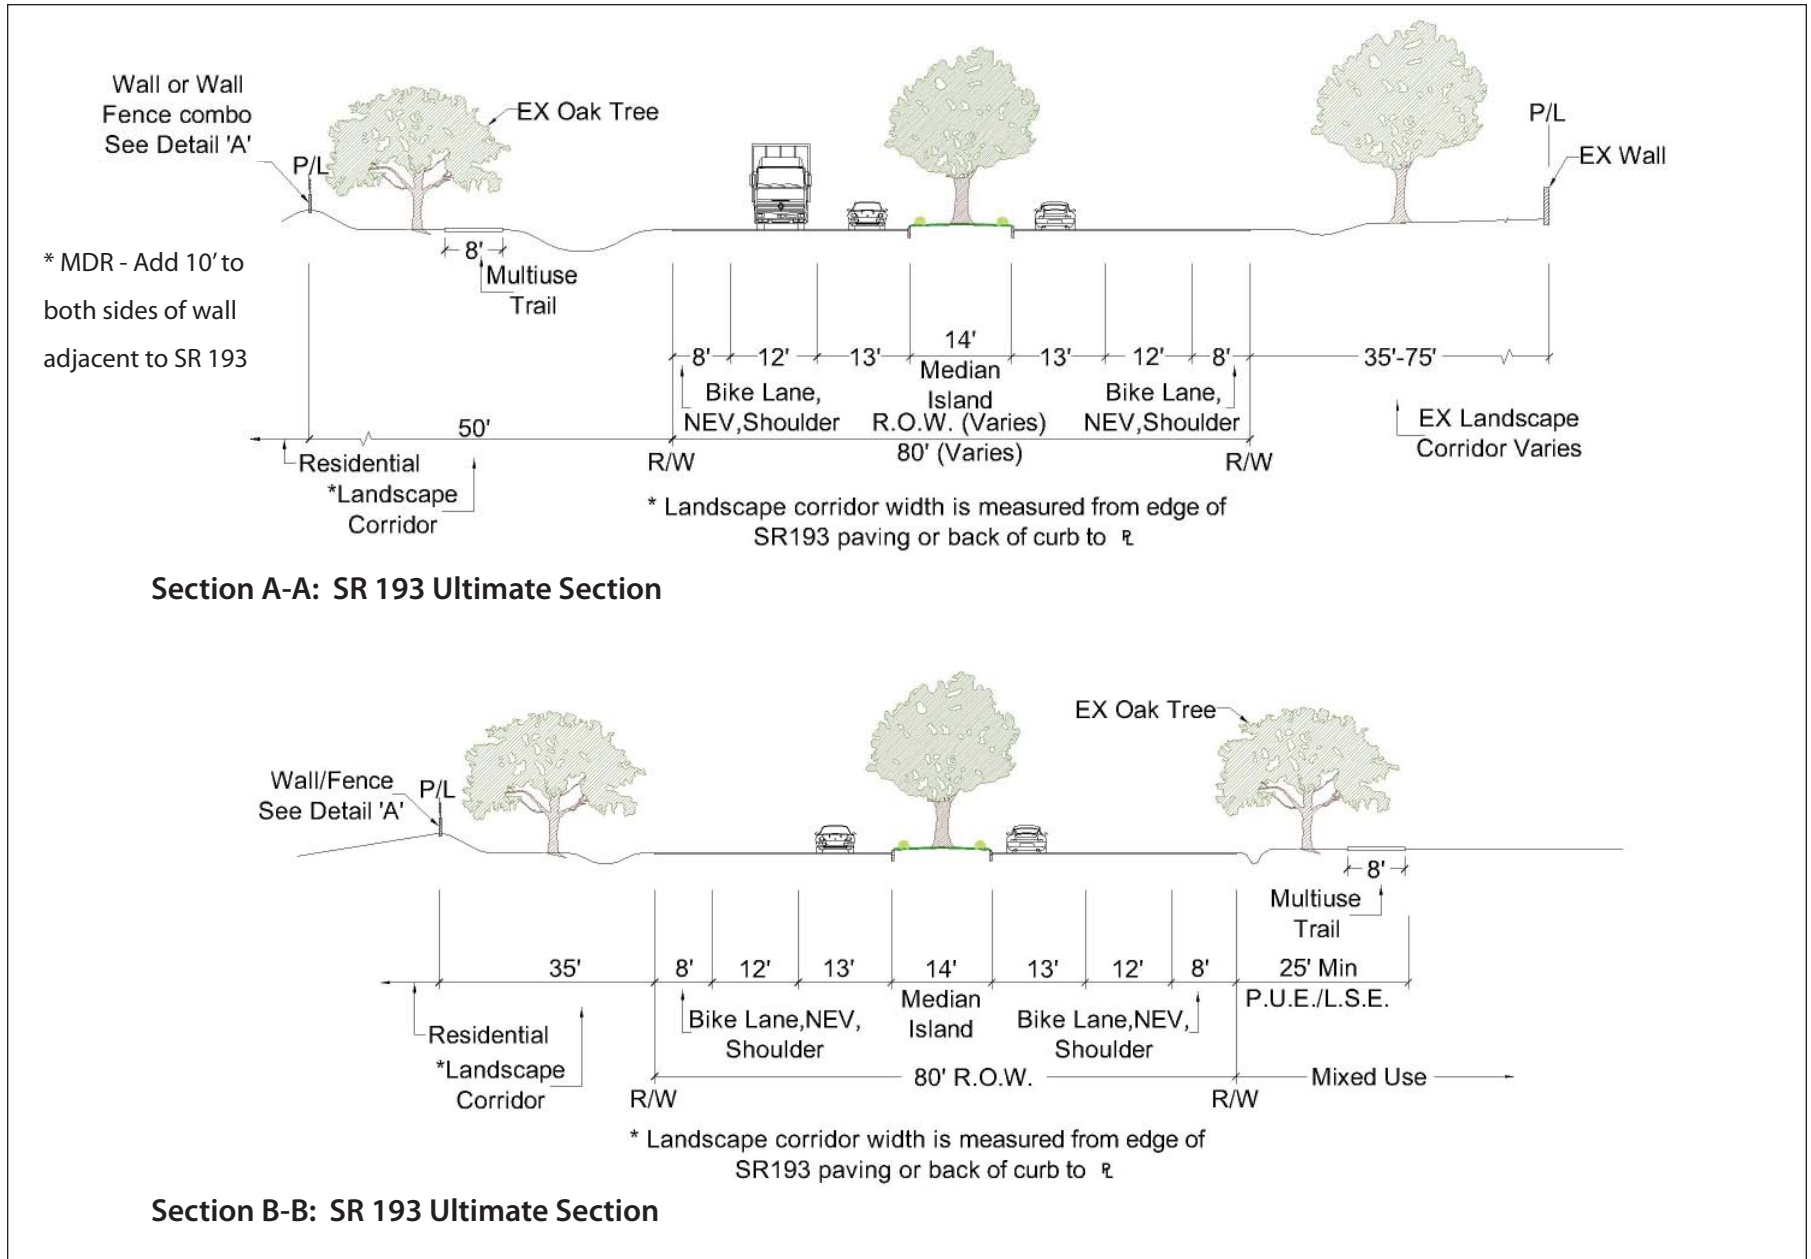 Wall or Wall
Fence combo
See Detail 'A'
P/L
EX Oak Tree
P/L
EX Wall
* MDR - Add 10' to
both sides of wall
adjacent to SR 193
8'
Multiuse
Trail
8' 12' 13' 14' 13' 12' 8' 35'-75'
Median
Island
Bike Lane,
NEV,Shoulder
R.O.W. (Varies)
80' (Varies)
Bike Lane,
NEV,Shoulder
EX Landscape
Corridor Varies
50'
Residential
*Landscape
Corridor
R/W
R/W
* Landscape corridor width is measured from edge of
SR193 paving or back of curb to ⅊
Section A-A: SR 193 Ultimate Section
EX Oak Tree
Wall/Fence
See Detail 'A'
P/L
8'
Multiuse
Trail
35' 8' 12' 13' 14' 13' 12' 8' 25' Min
P.U.E./L.S.E.
Median
Island
Bike Lane,NEV,
Shoulder
Bike Lane,NEV,
Shoulder
Residential
*Landscape
Corridor
80' R.O.W.
Mixed Use
R/W
R/W
* Landscape corridor width is measured from edge of
SR193 paving or back of curb to ⅊
Section B-B: SR 193 Ultimate Section